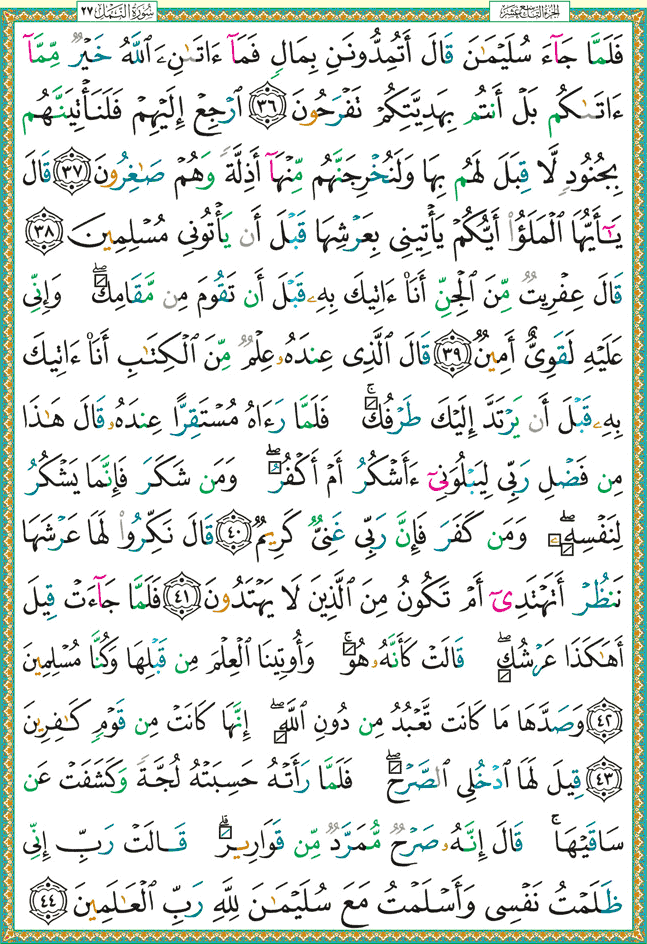 الجزء التاسع عشر سورة النمل ٢٧
فَلَمَّا جَآءَ سُلَيْمَـٰنَ قَالَ أَتُمِدُّونَنِ بِمَالٍ فَمَآ ءَاتَىٰنِۦَ ٱللَّهُ خَيْرٌ مِّمَّآ
ءَاتَىٰكُم بَلْ أَنتُم بِهَدِيَّتِكُمْ تَفْرَحُونَ ٣٦ ٱرْجِعْ إِلَيْهِمْ فَلَنَأْتِيَنَّهُم
بِجُنُودٍ لَّا قِبَلَ لَهُم بِهَا وَلَنُخْرِجَنَّهُم مِّنْهَآ أَذِلَّةً وَهُمْ صَـٰغِرُونَ ٣٧ قَالَ
يَـٰٓأَيُّهَا ٱلْمَلَؤُا۟ أَيُّكُمْ يَأْتِينِى بِعَرْشِهَا قَبْلَ أَن يَأْتُونِى مُسْلِمِينَ ٣٨
قَالَ عِفْرِيتٌ مِّنَ ٱلْجِنِّ أَنَا۠ ءَاتِيكَ بِهِۦ قَبْلَ أَن تَقُومَ مِن مَّقَامِكَ ۖ وَإِنِّى
عَلَيْهِ لَقَوِىٌّ أَمِينٌ ٣٩ قَالَ ٱلَّذِى عِندَهُۥ عِلْمٌ مِّنَ ٱلْكِتَـٰبِ أَنَا۠ ءَاتِيكَ
بِهِۦ قَبْلَ أَن يَرْتَدَّ إِلَيْكَ طَرْفُكَ ۚ فَلَمَّا رَءَاهُ مُسْتَقِرًّا عِندَهُۥ قَالَ هَـٰذَا
مِن فَضْلِ رَبِّى لِيَبْلُوَنِىٓ ءَأَشْكُرُ أَمْ أَكْفُرُ ۖ وَمَن شَكَرَ فَإِنَّمَا يَشْكُرُ
لِنَفْسِهِۦ ۖ وَمَن كَفَرَ فَإِنَّ رَبِّى غَنِىٌّ كَرِيمٌ ٤٠ قَالَ نَكِّرُوا۟ لَهَا عَرْشَهَا
نَنظُرْ أَتَهْتَدِىٓ أَمْ تَكُونُ مِنَ ٱلَّذِينَ لَا يَهْتَدُونَ ٤١ فَلَمَّا جَآءَتْ قِيلَ
أَهَـٰكَذَا عَرْشُكِ ۖ قَالَتْ كَأَنَّهُۥ هُوَ ۚ وَأُوتِينَا ٱلْعِلْمَ مِن قَبْلِهَا وَكُنَّا مُسْلِمِينَ
٤٢ وَصَدَّهَا مَا كَانَت تَّعْبُدُ مِن دُونِ ٱللَّهِ ۖ إِنَّهَا كَانَتْ مِن قَوْمٍ كَـٰفِرِينَ
٤٣ قِيلَ لَهَا ٱدْخُلِى ٱلصَّرْحَ ۖ فَلَمَّا رَأَتْهُ حَسِبَتْهُ لُجَّةً وَكَشَفَتْ عَن
سَاقَيْهَا ۚ قَالَ إِنَّهُۥ صَرْحٌ مُّمَرَّدٌ مِّن قَوَارِيرَ ۗ قَالَتْ رَبِّ إِنِّى
ظَلَمْتُ نَفْسِى وَأَسْلَمْتُ مَعَ سُلَيْمَـٰنَ لِلَّهِ رَبِّ ٱلْعَـٰلَمِينَ ٤٤